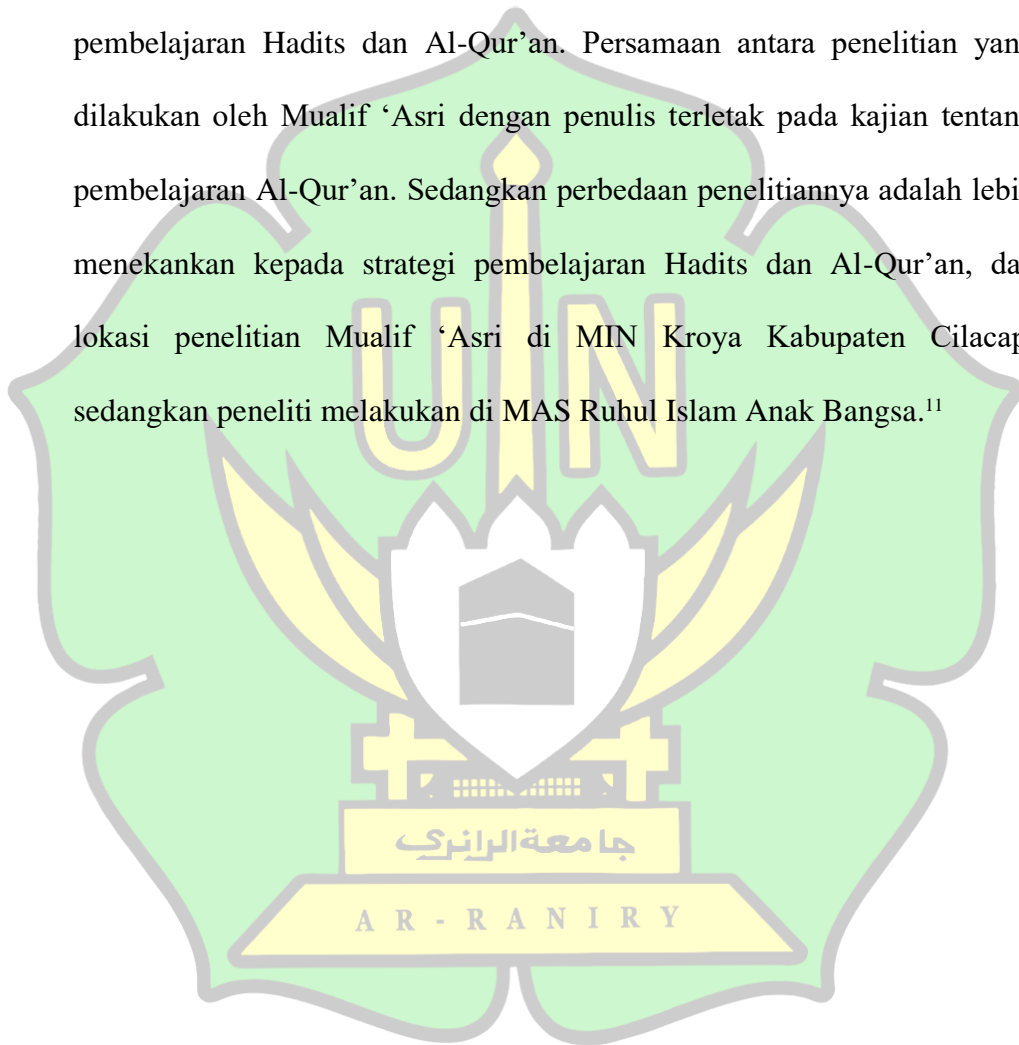 pembelajaran Hadits dan Al-Qur’an. Persamaan antara penelitian yan
dilakukan oleh Mualif ‘Asri dengan penulis terletak pada kajian tentan
pembelajaran Al-Qur’an. Sedangkan perbedaan penelitiannya adalah lebi
menekankan kepada strategi pembelajaran Hadits dan Al-Qur’an, da
lokasi penelitian Mualif ‘Asri di MIN Kroya Kabupaten Cilacap
sedangkan peneliti melakukan di MAS Ruhul Islam Anak Bangsa.¹¹
UIN
جامعة الرانري
AR-RANIRY